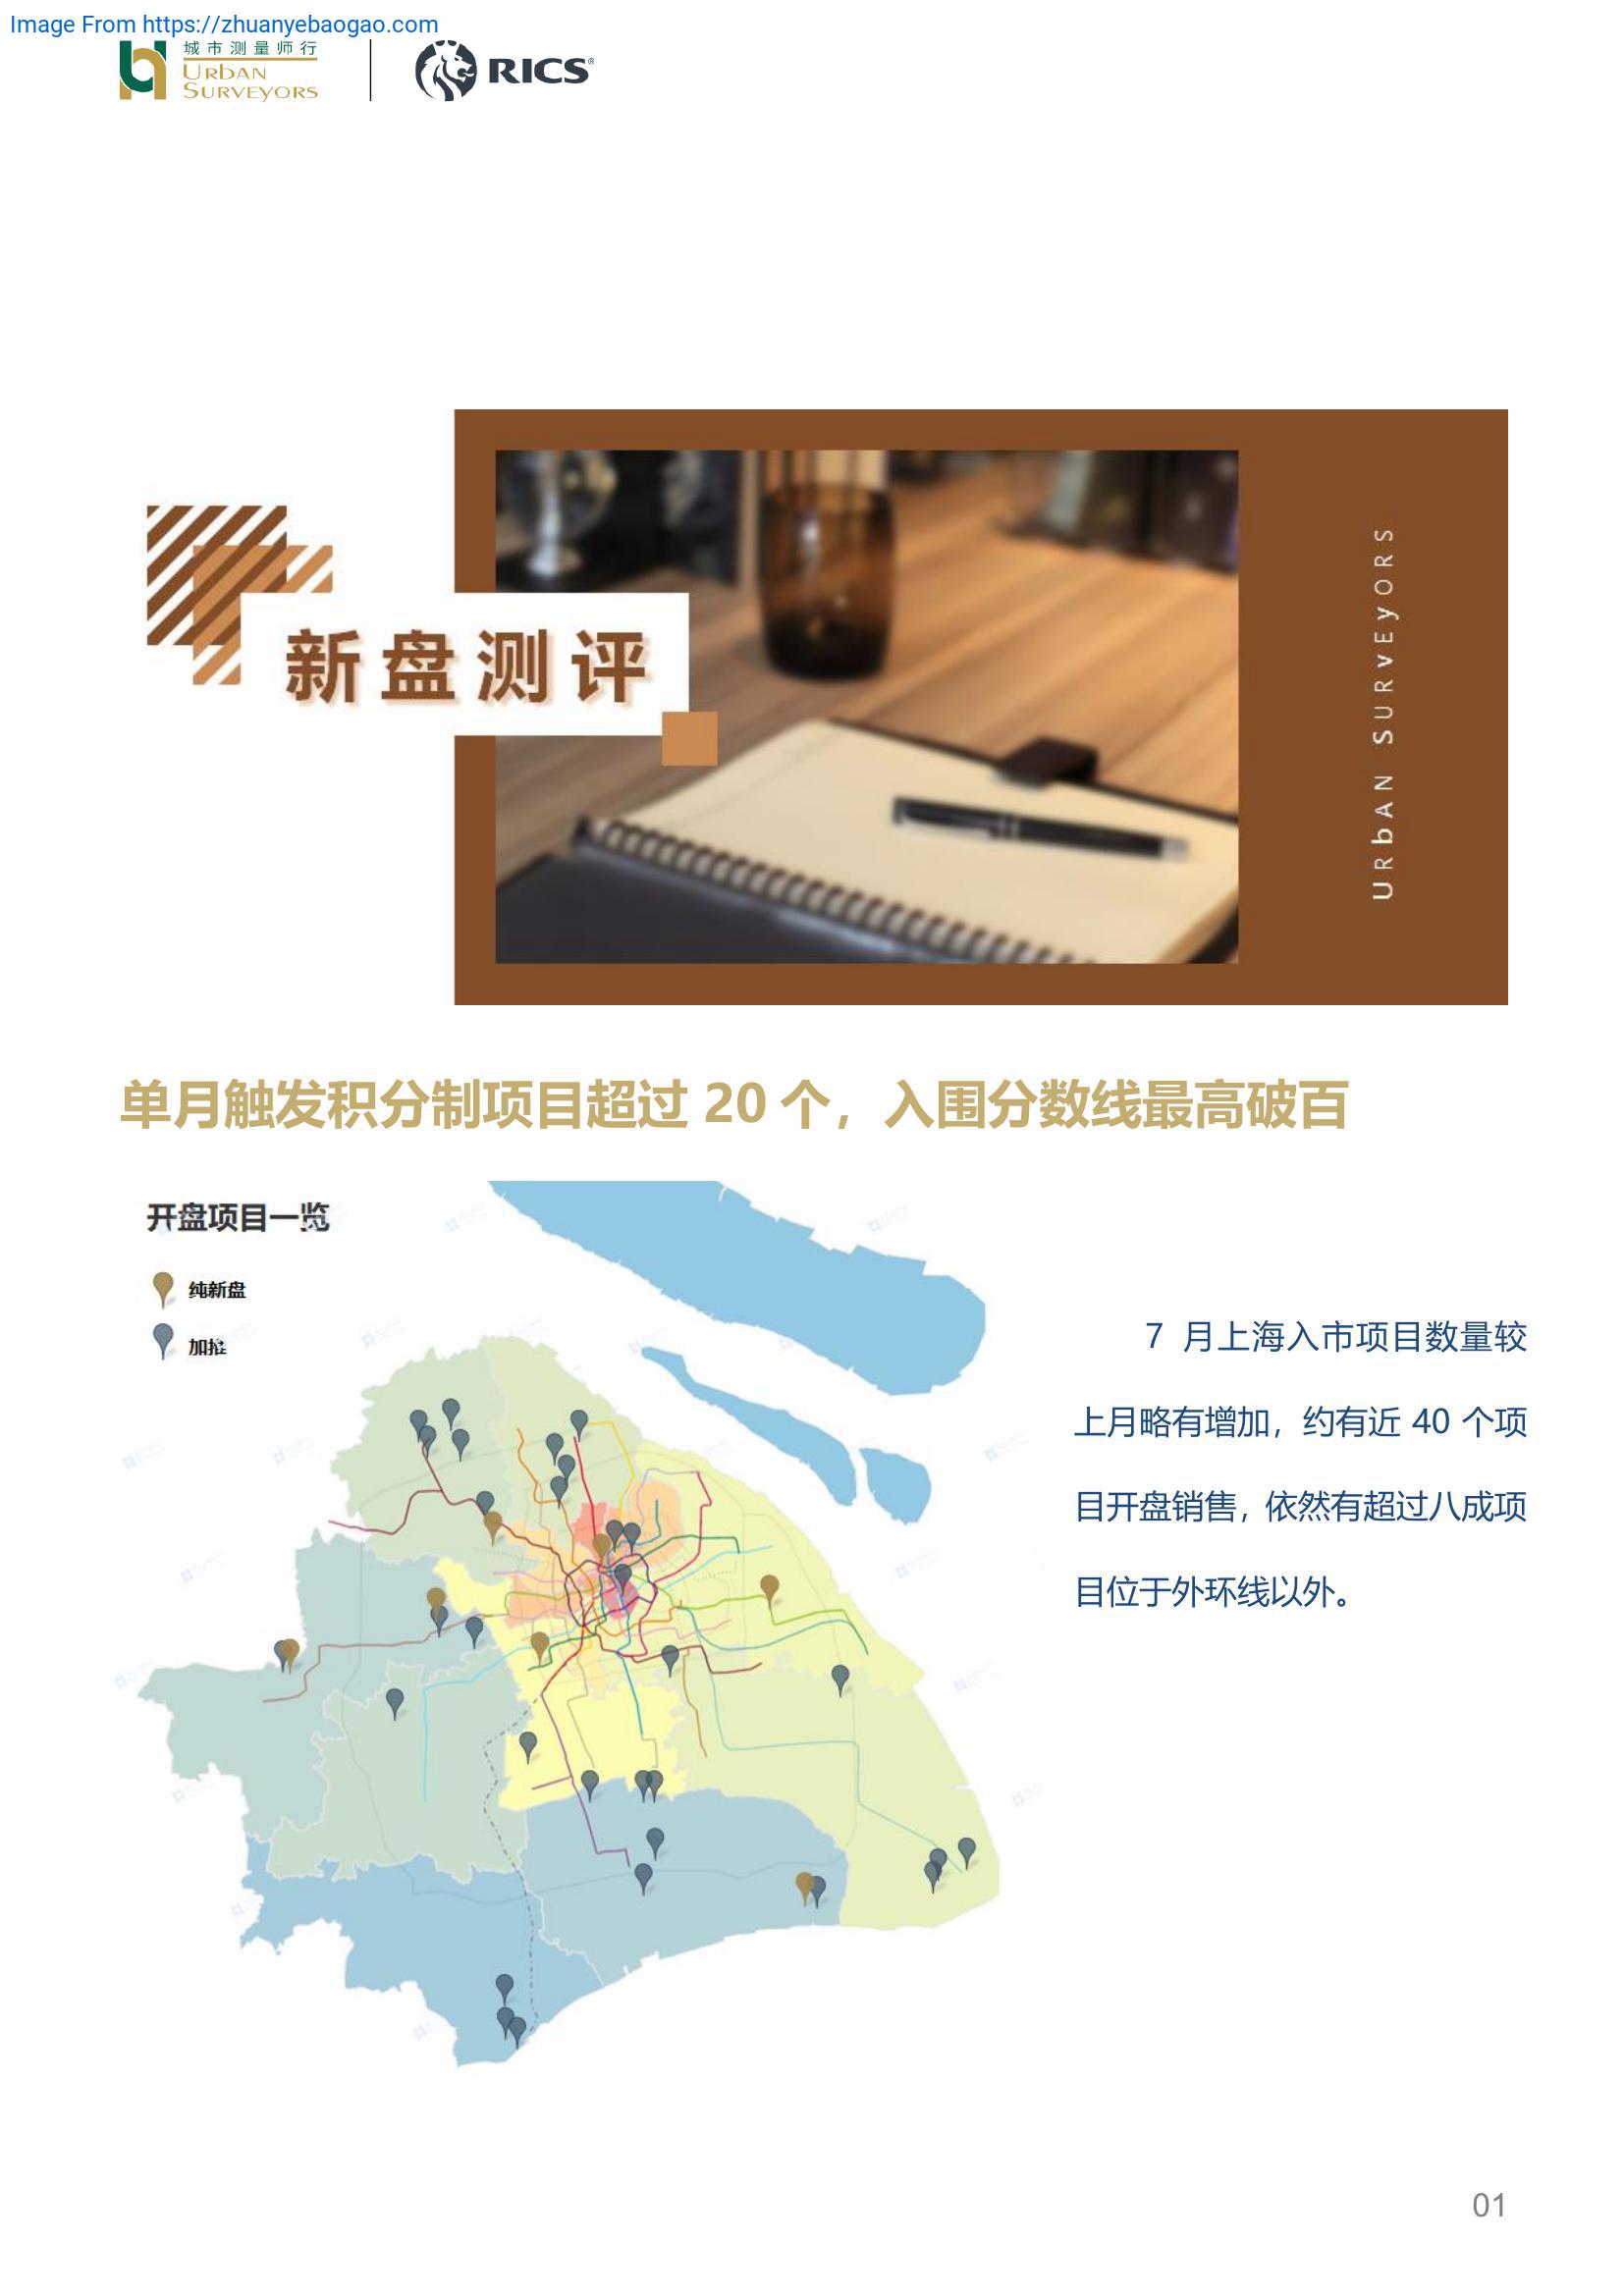 Image From https://zhuanyebaogao.com
城市测量师行
URbAN
SURVEyORS
RICS®
新盘测评
URbAN SURvEyORS
单月触发积分制项目超过 20 个，入围分数线最高破百
开盘项目一览
纯新盘
加推
7 月上海入市项目数量较
上月略有增加，约有近 40 个项
目开盘销售，依然有超过八成项
目位于外环线以外。
01